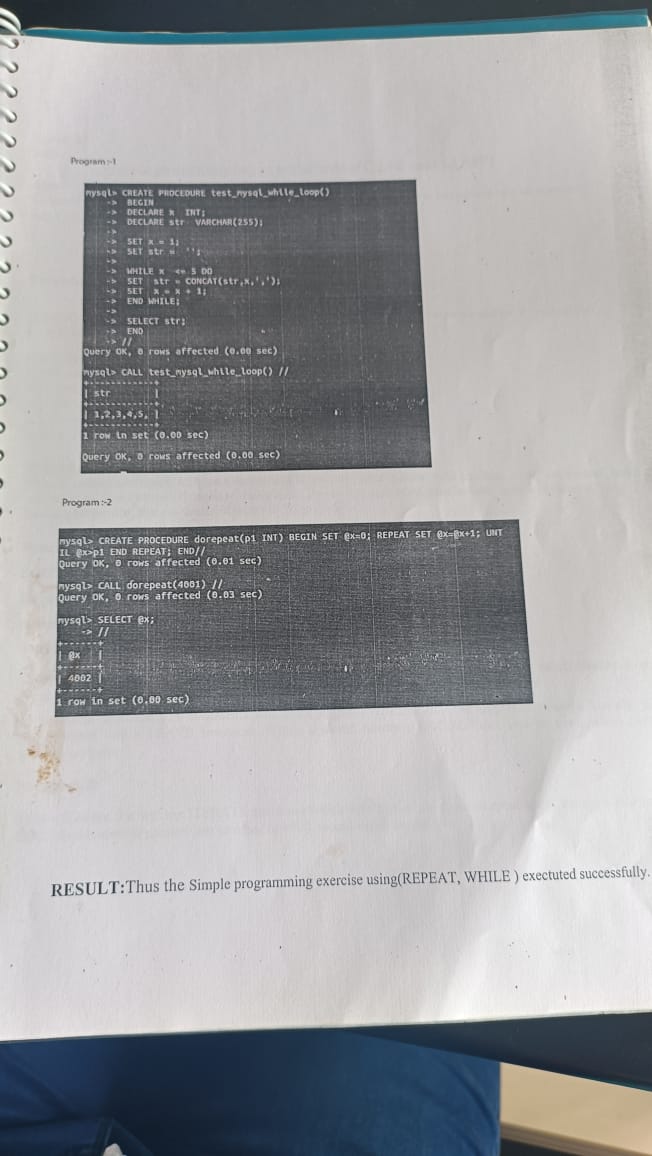 Program :-1
mysql> CREATE PROCEDURE test_mysql_while_loop()
-> BEGIN
-> DECLARE x INT;
-> DECLARE str VARCHAR(255);
->
-> SET x = 1;
-> SET str = '';
->
-> WHILE x <= 5 DO
-> SET str = CONCAT(str,x,',');
-> SET x = x + 1;
-> END WHILE;
->
-> SELECT str;
-> END
-> //
Query OK, 0 rows affected (0.00 sec)
mysql> CALL test_mysql_while_loop() //
+------------+
| str |
+------------+
| 1,2,3,4,5, |
+------------+
1 row in set (0.00 sec)
Query OK, 0 rows affected (0.00 sec)
Program :-2
mysql> CREATE PROCEDURE dorepeat(p1 INT) BEGIN SET @x=0; REPEAT SET @x=@x+1; UNT
IL @x>p1 END REPEAT; END//
Query OK, 0 rows affected (0.01 sec)
mysql> CALL dorepeat(4001) //
Query OK, 0 rows affected (0.03 sec)
mysql> SELECT @x;
-> //
+------+
| @x |
+------+
| 4002 |
+------+
1 row in set (0.00 sec)
RESULT:Thus the Simple programming exercise using(REPEAT, WHILE ) exectuted successfully.